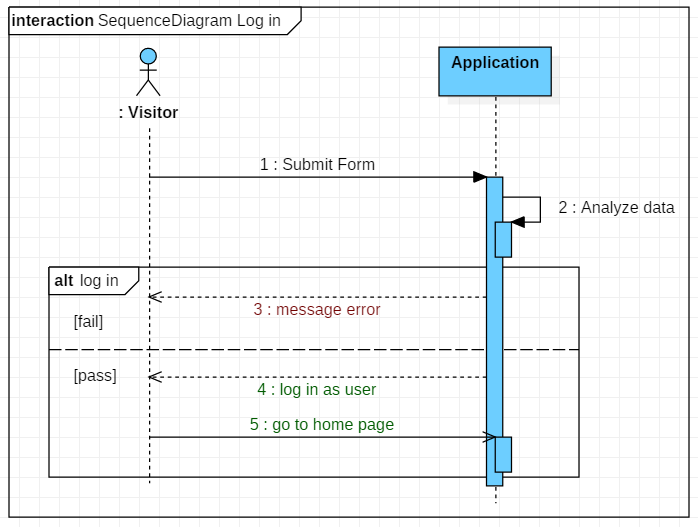 interaction SequenceDiagram Log in
Application
: Visitor
1 : Submit Form
2 : Analyze data
alt log in
3 : message error
[fail]
[pass]
4 : log in as user
5 : go to home page